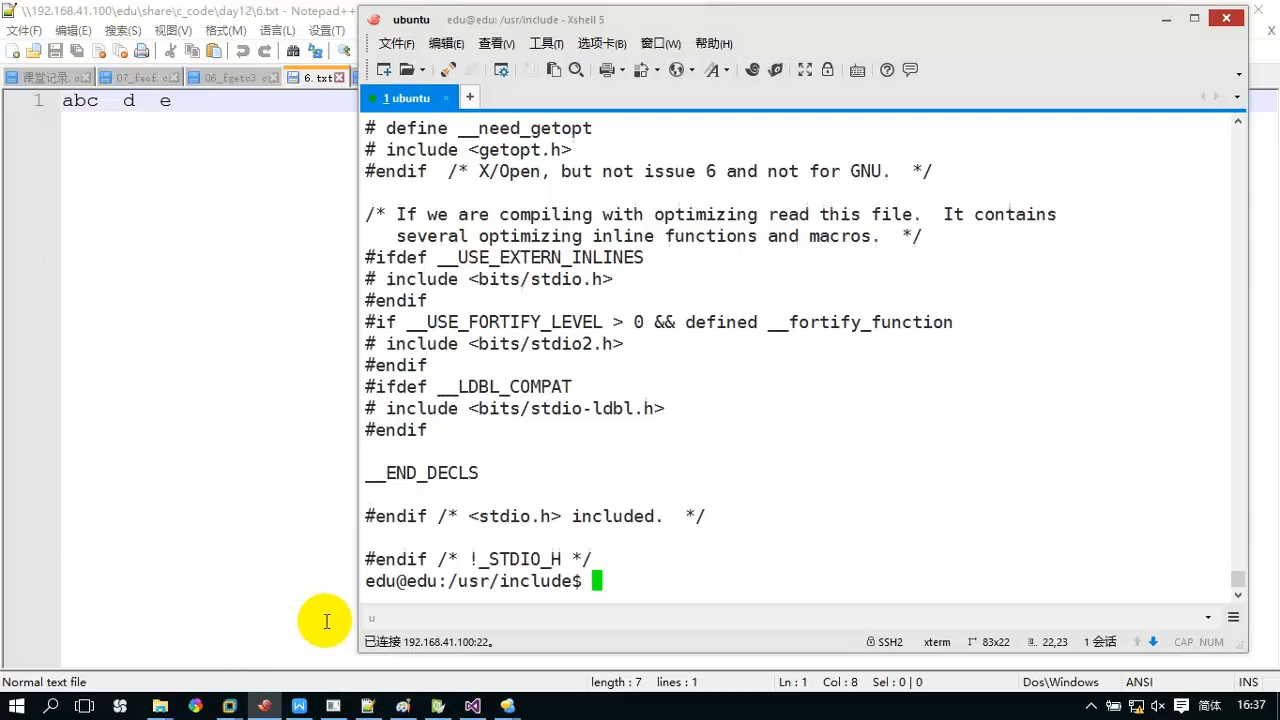 \\192.168.41.100\edu\share\c_code\day12\6.txt - Notepad++
文件(F) 编辑(E) 搜索(S) 视图(V) 格式(M) 语言(L) 设置(T)
课堂记录 07_feof.c 06_fgetc3.c 6.txt
1 abc d e
ubuntu edu@edu: /usr/include - Xshell 5
文件(F) 编辑(E) 查看(V) 工具(T) 选项卡(B) 窗口(W) 帮助(H)
1 ubuntu
# define __need_getopt
# include <getopt.h>
#endif /* X/Open, but not issue 6 and not for GNU. */
/* If we are compiling with optimizing read this file. It contains
several optimizing inline functions and macros. */
#ifdef __USE_EXTERN_INLINES
# include <bits/stdio.h>
#endif
#if __USE_FORTIFY_LEVEL > 0 && defined __fortify_function
# include <bits/stdio2.h>
#endif
#ifdef __LDBL_COMPAT
# include <bits/stdio-ldbl.h>
#endif
__END_DECLS
#endif /* <stdio.h> included. */
#endif /* !_STDIO_H */
edu@edu:/usr/include$
u
已连接 192.168.41.100:22。 SSH2 xterm 83x22 22,23 1 会话 CAP NUM
Normal text file length : 7 lines : 1 Ln : 1 Col : 8 Sel : 0 | 0 Dos\Windows ANSI INS
简体 16:37